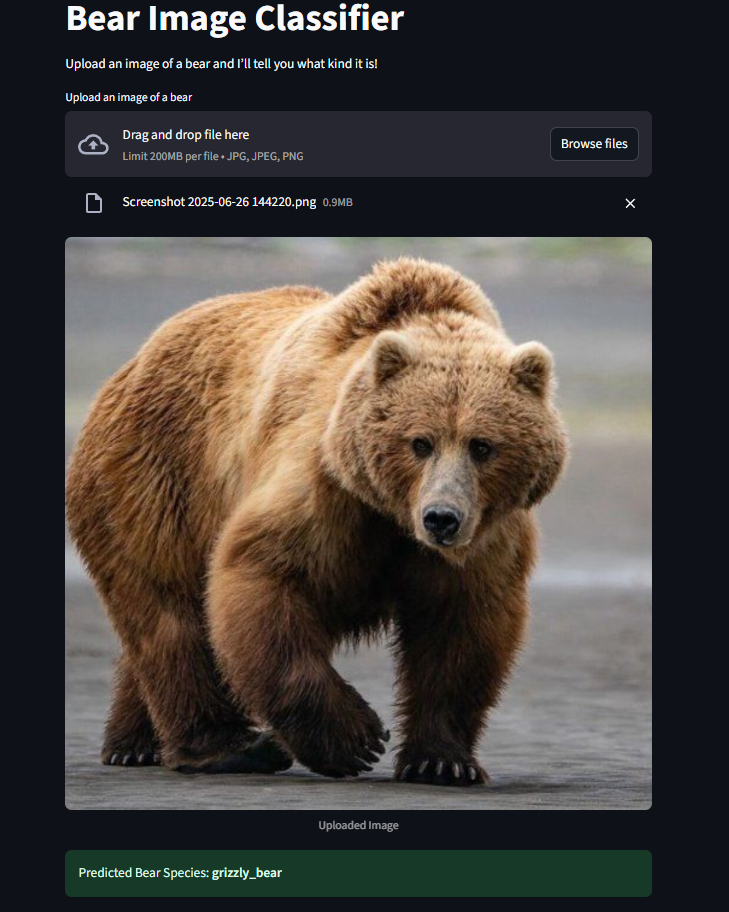 Bear Image Classifier
Upload an image of a bear and I'll tell you what kind it is!
Upload an image of a bear
Drag and drop file here
Limit 200MB per file • JPG, JPEG, PNG
Browse files
Screenshot 2025-06-26 144220.png 0.9MB
Uploaded Image
Predicted Bear Species: grizzly_bear